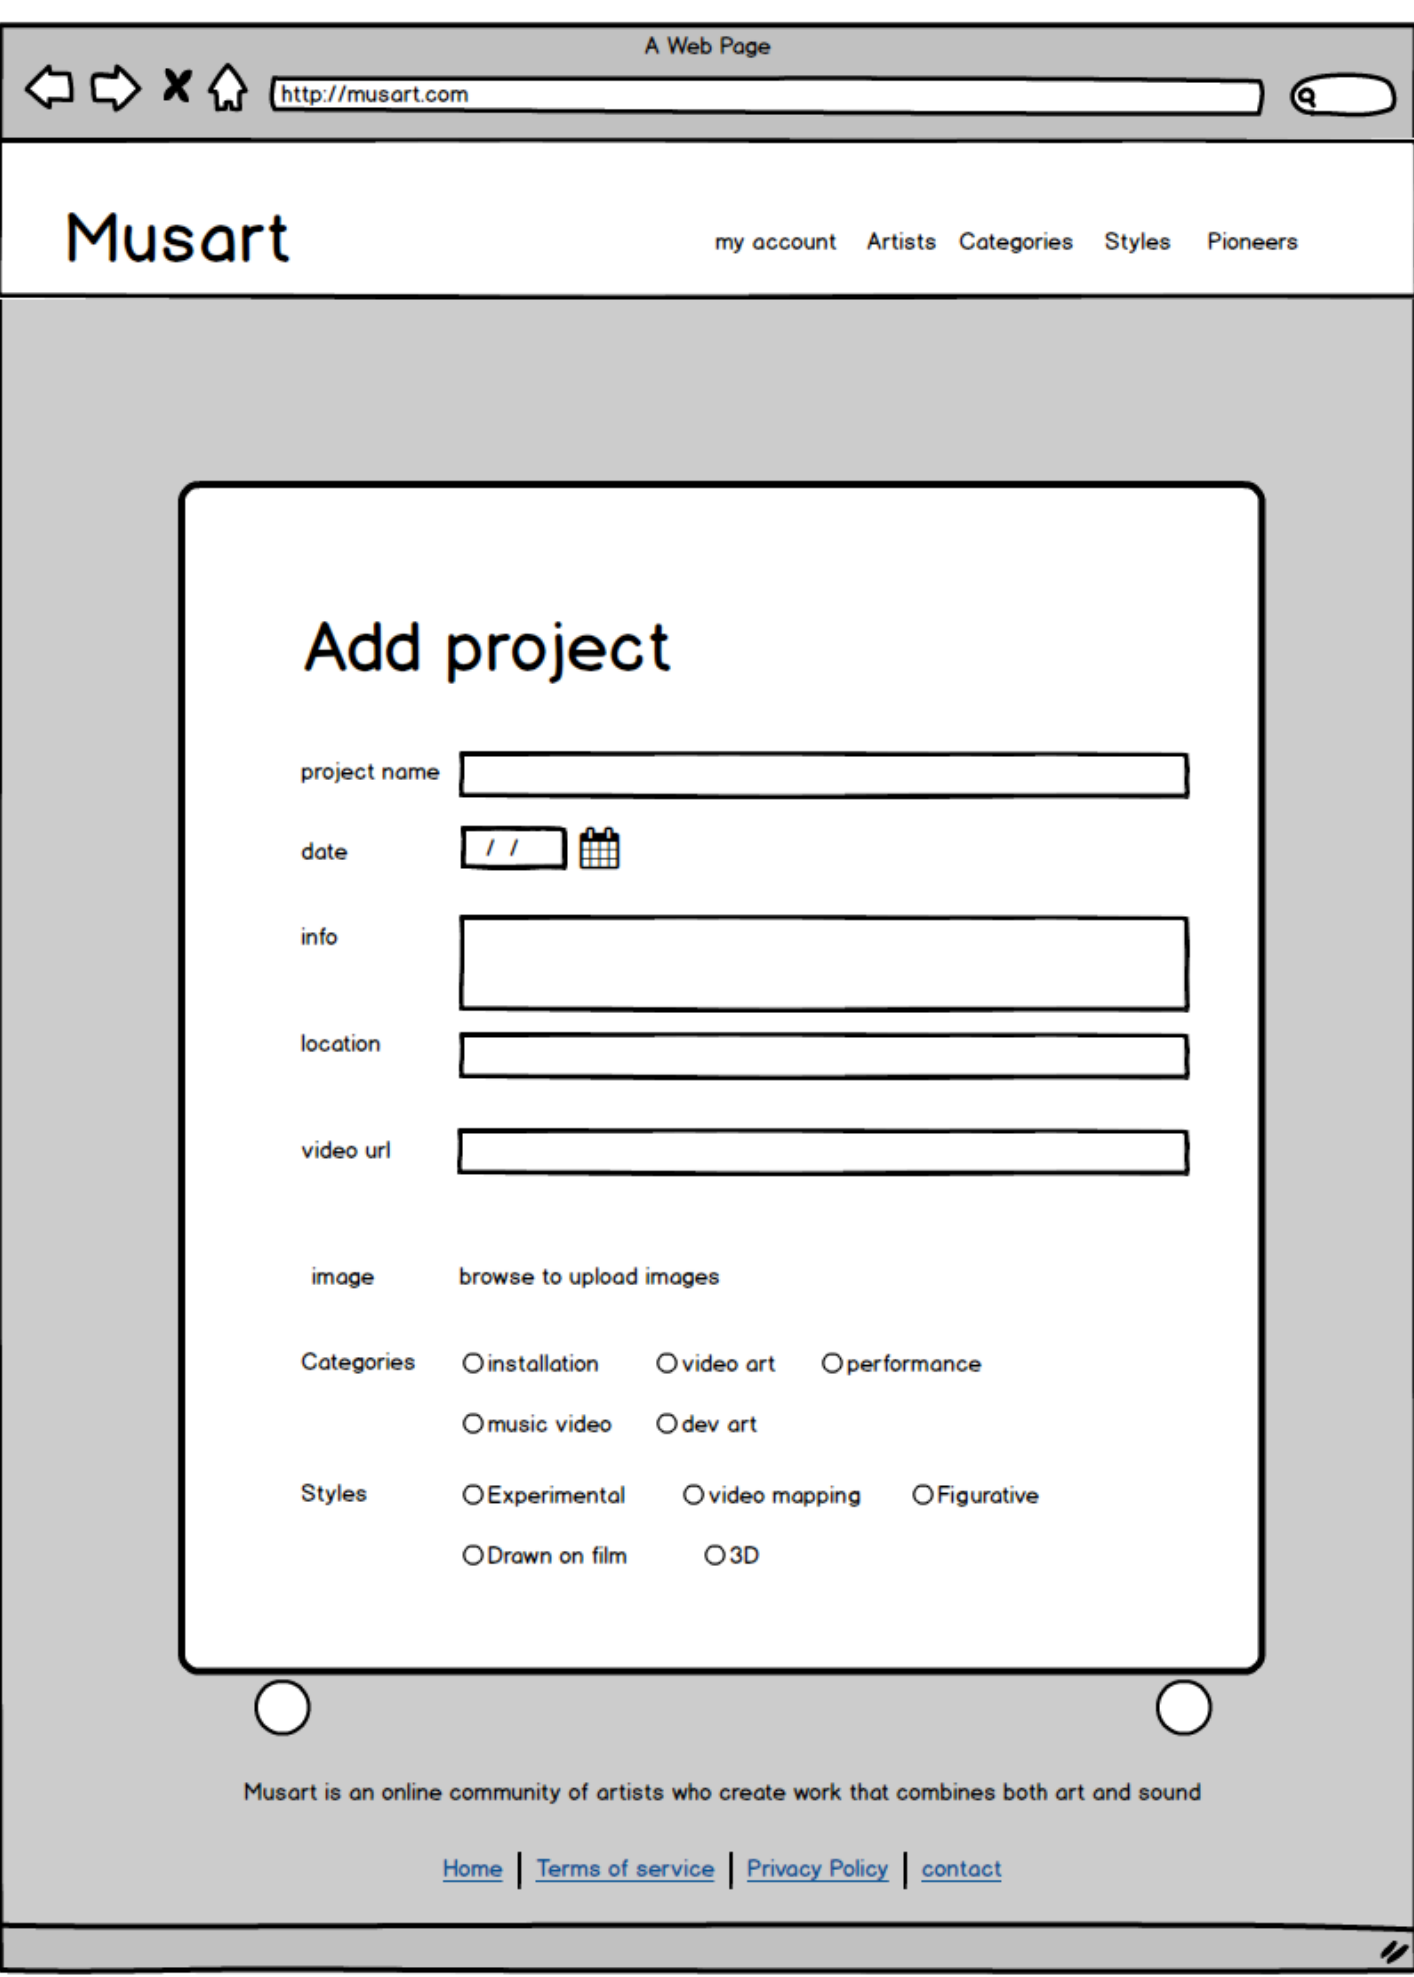 A Web Page
http://musart.com
Musart
my account Artists Categories Styles Pioneers
Add project
project name
date / /
info
location
video url
image browse to upload images
Categories installation video art performance
music video dev art
Styles Experimental video mapping Figurative
Drawn on film 3D
Musart is an online community of artists who create work that combines both art and sound
Home | Terms of service | Privacy Policy | contact